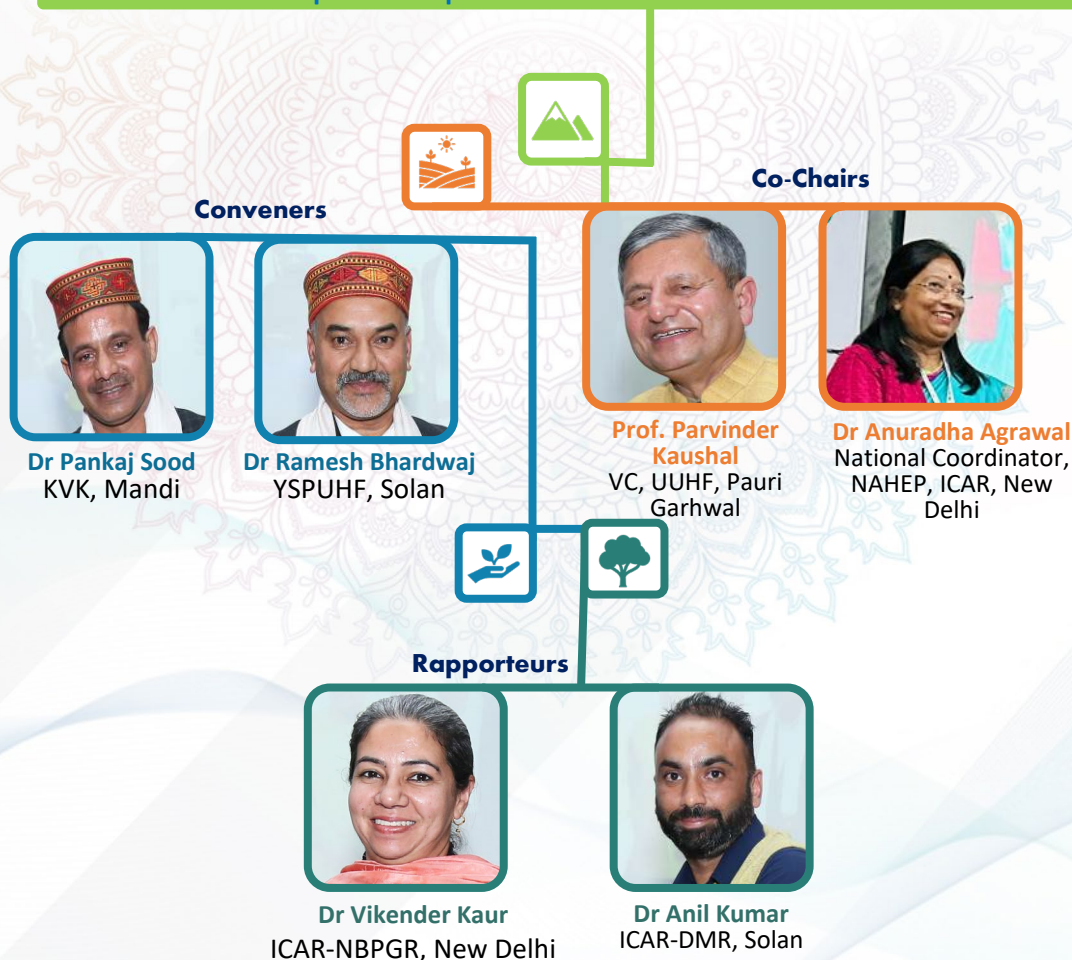 Co-Chairs
Conveners
Dr Pankaj Sood
KVK, Mandi
Dr Ramesh Bhardwaj
YSPUHF, Solan
Prof. Parvinder
Kaushal
VC, UUHF, Pauri
Garhwal
Dr Anuradha Agrawal
National Coordinator,
NAHEP, ICAR, New
Delhi
Rapporteurs
Dr Vikender Kaur
ICAR-NBPGR, New Delhi
Dr Anil Kumar
ICAR-DMR, Solan